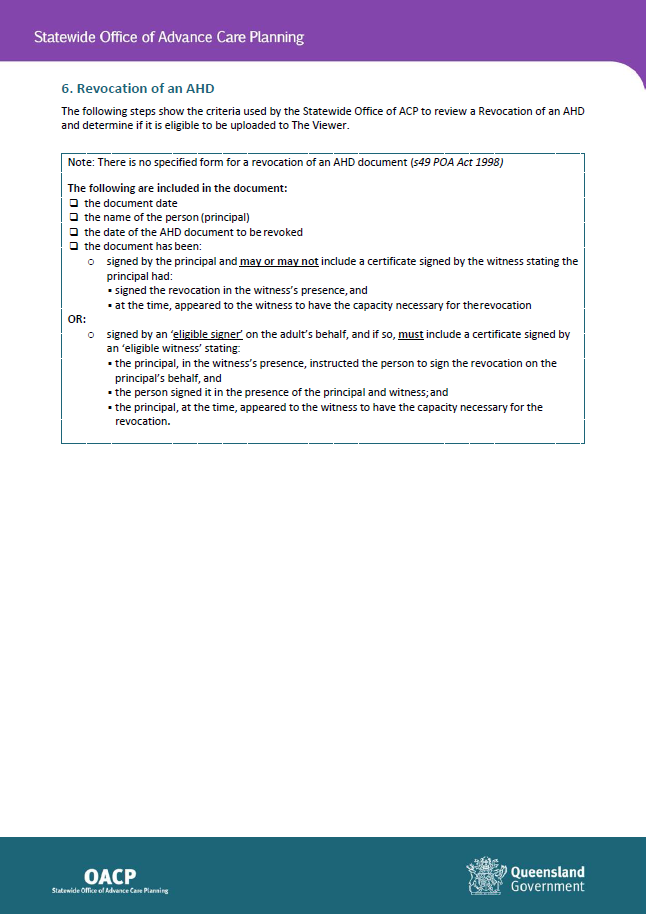 Statewide Office of Advance Care Planning
6. Revocation of an AHD
The following steps show the criteria used by the Statewide Office of ACP to review a Revocation of an AHD
and determine if it is eligible to be uploaded to The Viewer.
Note: There is no specified form for a revocation of an AHD document (s49 POA Act 1998)
The following are included in the document:
❑ the document date
❑ the name of the person (principal)
❑ the date of the AHD document to be revoked
❑ the document has been:
○ signed by the principal and may or may not include a certificate signed by the witness stating the
principal had:
▪ signed the revocation in the witness's presence, and
▪ at the time, appeared to the witness to have the capacity necessary for therevocation
OR:
○ signed by an 'eligible signer' on the adult's behalf, and if so, must include a certificate signed by
an 'eligible witness' stating:
▪ the principal, in the witness's presence, instructed the person to sign the revocation on the
principal's behalf, and
▪ the person signed it in the presence of the principal and witness; and
▪ the principal, at the time, appeared to the witness to have the capacity necessary for the
revocation.
OACP
Statewide Office of Advance Care Planning
Queensland
Government